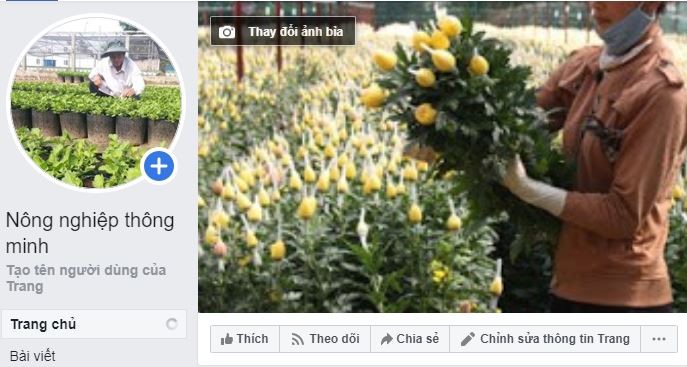 Thay đổi ảnh bìa
Nông nghiệp thông
minh
Tạo tên người dùng của
Trang
Trang chủ
Bài viết
Thích
Theo dõi
Chia sẻ
Chỉnh sửa thông tin Trang